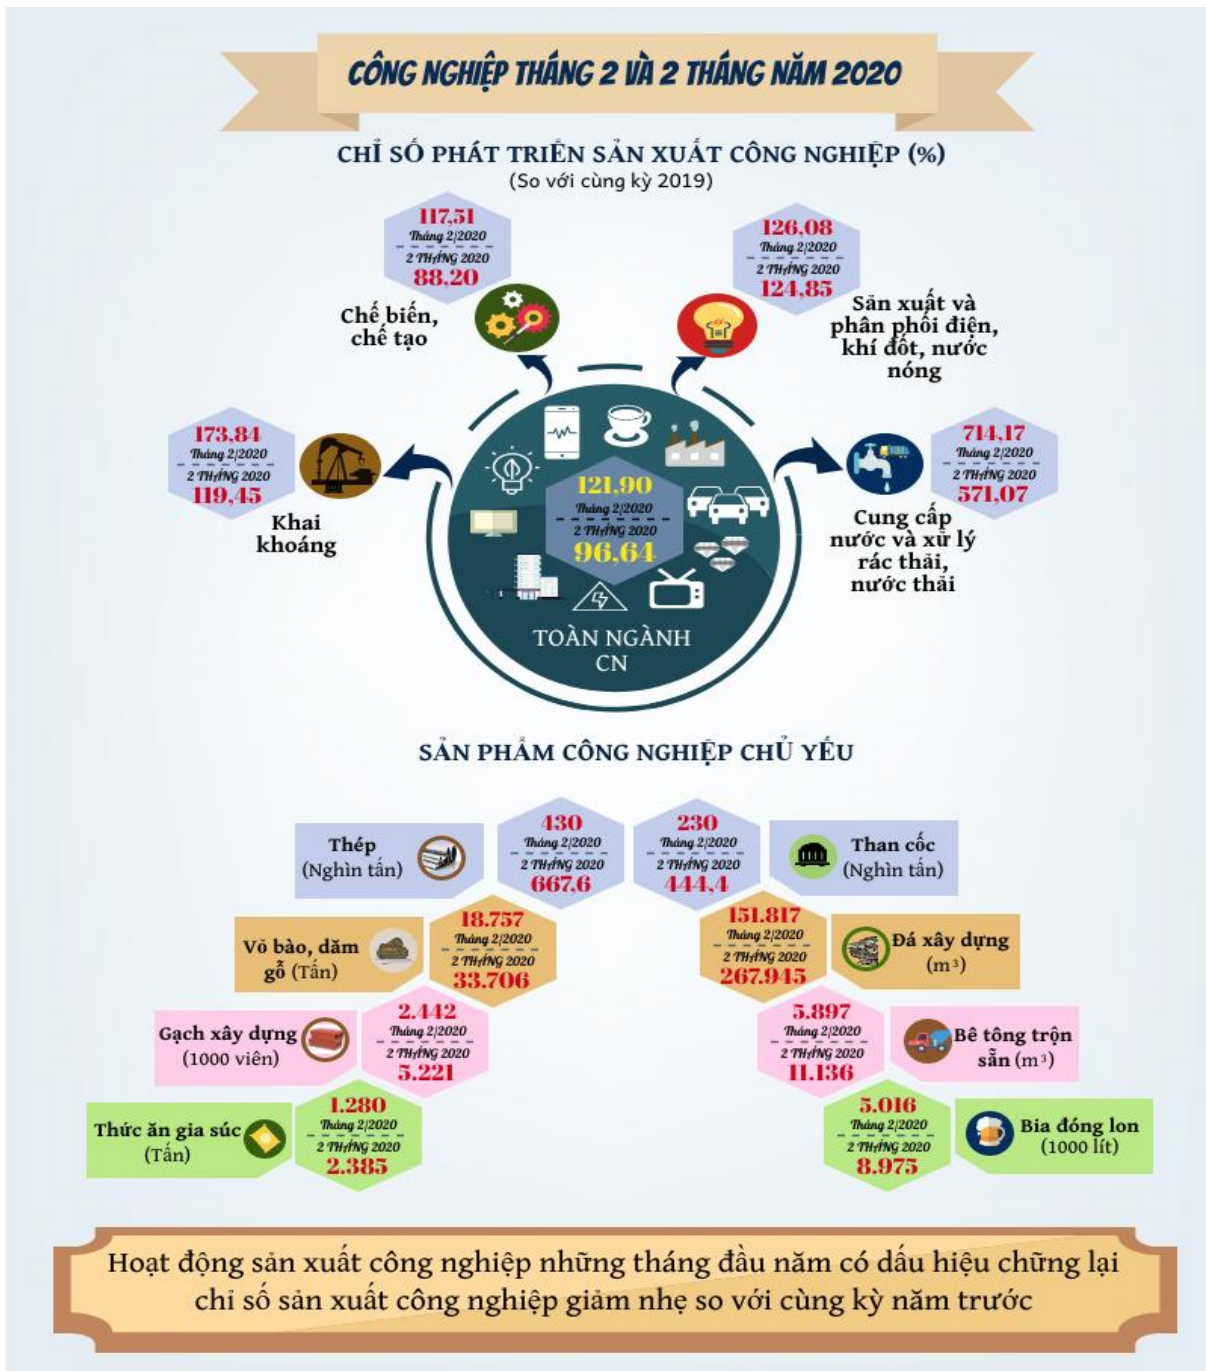 CÔNG NGHIỆP THÁNG 2 VÀ 2 THÁNG NĂM 2020
CHỈ SỐ PHÁT TRIỂN SẢN XUẤT CÔNG NGHIỆP (%)
(So với cùng kỳ 2019)
117,51
Tháng 2/2020
2 THÁNG 2020
88,20
Chế biến,
chế tạo
126,08
Tháng 2/2020
2 THÁNG 2020
124,85
Sản xuất và
phân phối điện,
khí đốt, nước
nóng
173,84
Tháng 2/2020
2 THÁNG 2020
119,45
Khai
khoáng
121,90
Tháng 2/2020
2 THÁNG 2020
96,64
TOÀN NGÀNH
CN
714,17
Tháng 2/2020
2 THÁNG 2020
571,07
Cung cấp
nước và xử lý
rác thải,
nước thải
SẢN PHẨM CÔNG NGHIỆP CHỦ YẾU
Thép
(Nghìn tấn)
430
Tháng 2/2020
2 THÁNG 2020
667,6
230
Tháng 2/2020
2 THÁNG 2020
444,4
Than cốc
(Nghìn tấn)
Vỏ bào, dăm
gỗ (Tấn)
18.757
Tháng 2/2020
2 THÁNG 2020
33.706
151.817
Tháng 2/2020
2 THÁNG 2020
267.945
Đá xây dựng
(m³)
Gạch xây dựng
(1000 viên)
2.442
Tháng 2/2020
2 THÁNG 2020
5.221
5.897
Tháng 2/2020
2 THÁNG 2020
11.136
Bê tông trộn
sẵn (m³)
Thức ăn gia súc
(Tấn)
1.280
Tháng 2/2020
2 THÁNG 2020
2.385
5.016
Tháng 2/2020
2 THÁNG 2020
8.975
Bia đóng lon
(1000 lít)
Hoạt động sản xuất công nghiệp những tháng đầu năm có dấu hiệu chững lại
chỉ số sản xuất công nghiệp giảm nhẹ so với cùng kỳ năm trước